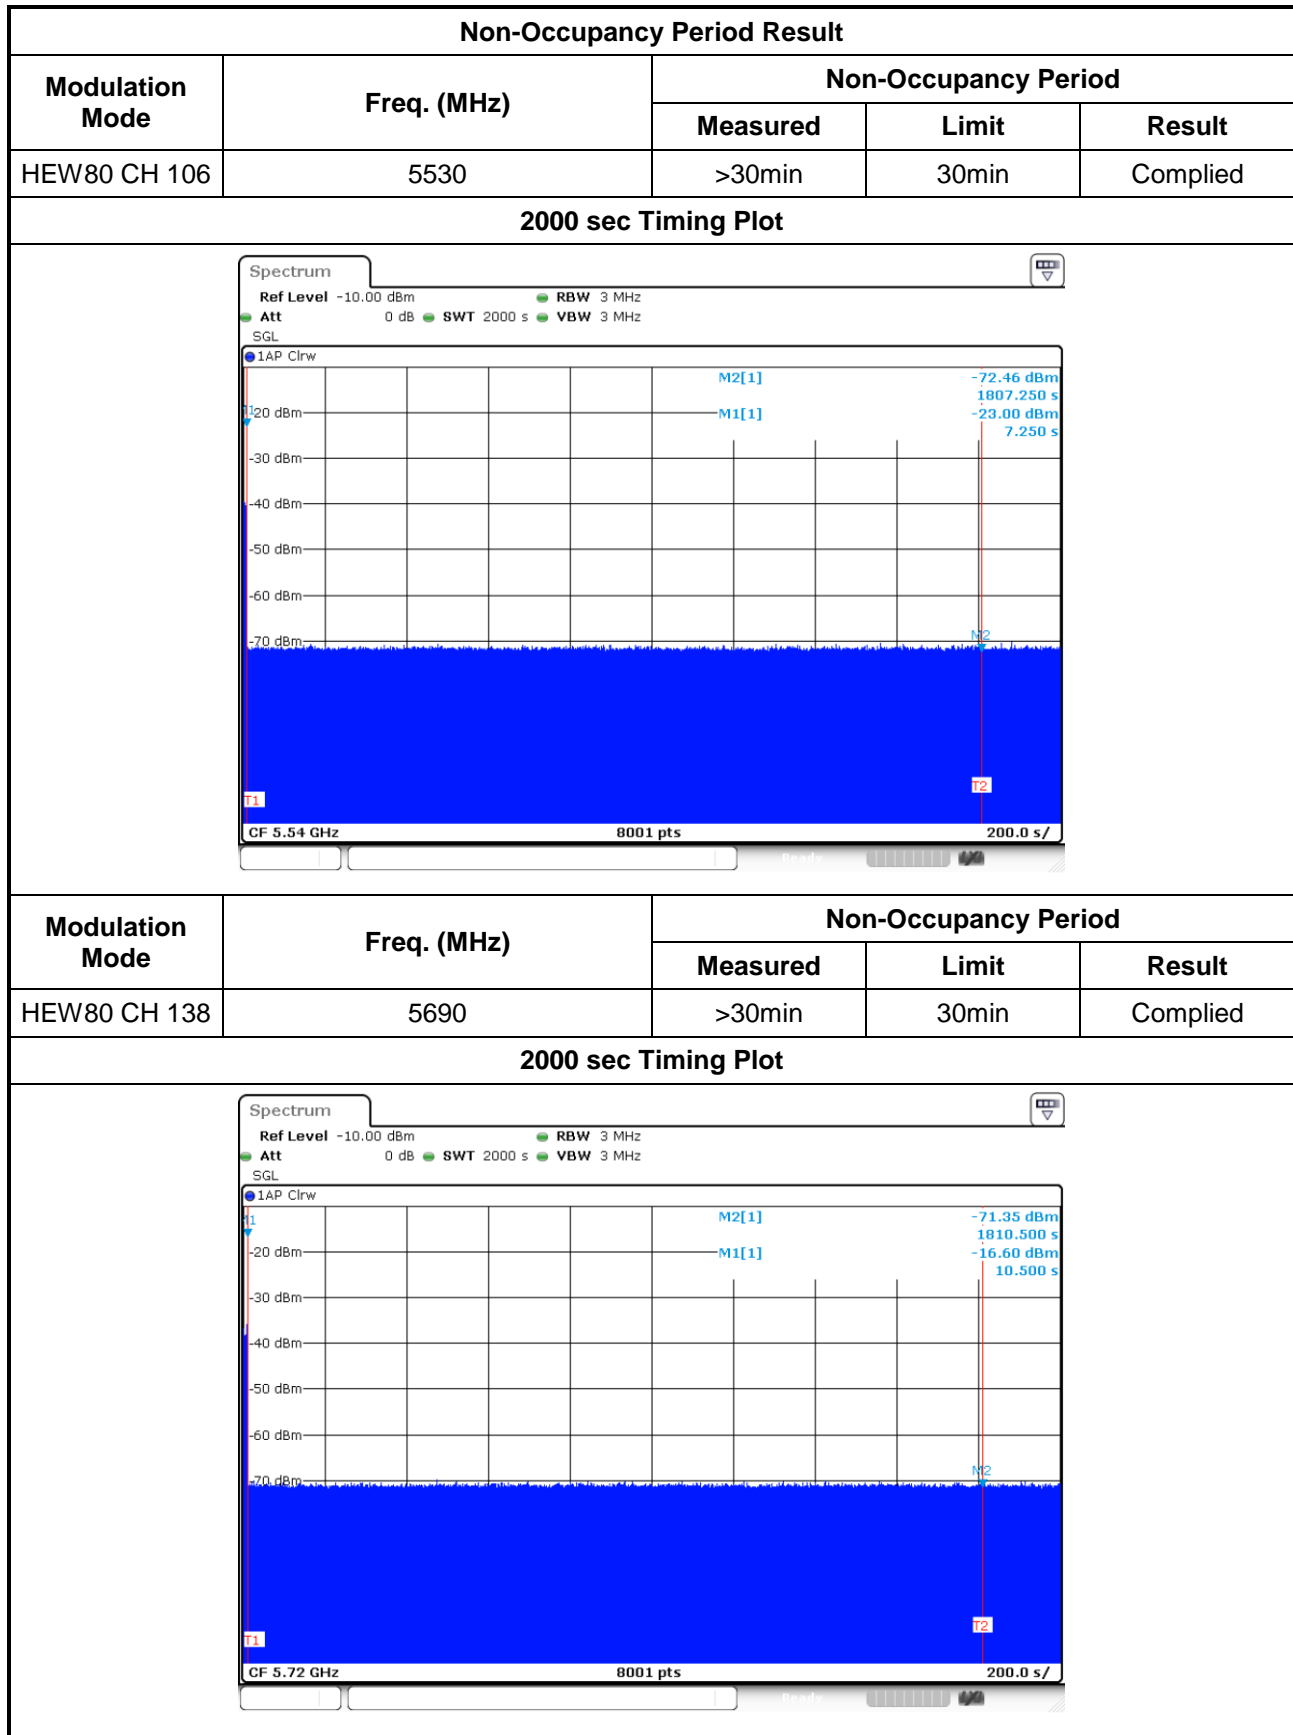 Non-Occupancy Period Result
Modulation Mode
Freq. (MHz)
Non-Occupancy Period
Measured
Limit
Result
HEW80 CH 106
5530
>30min
30min
Complied
2000 sec Timing Plot
Spectrum
Ref Level -10.00 dBm
RBW 3 MHz
Att 0 dB SWT 2000 s VBW 3 MHz
SGL
1AP Clrw
M2[1] -72.46 dBm
1807.250 s
M1[1] -23.00 dBm
7.250 s
-20 dBm
-30 dBm
-40 dBm
-50 dBm
-60 dBm
-70 dBm
M2
T2
T1
CF 5.54 GHz 8001 pts 200.0 s/
Ready
Modulation Mode
Freq. (MHz)
Non-Occupancy Period
Measured
Limit
Result
HEW80 CH 138
5690
>30min
30min
Complied
2000 sec Timing Plot
Spectrum
Ref Level -10.00 dBm
RBW 3 MHz
Att 0 dB SWT 2000 s VBW 3 MHz
SGL
1AP Clrw
M2[1] -71.35 dBm
1810.500 s
M1[1] -16.60 dBm
10.500 s
-20 dBm
-30 dBm
-40 dBm
-50 dBm
-60 dBm
-70 dBm
M2
T2
T1
CF 5.72 GHz 8001 pts 200.0 s/
Ready